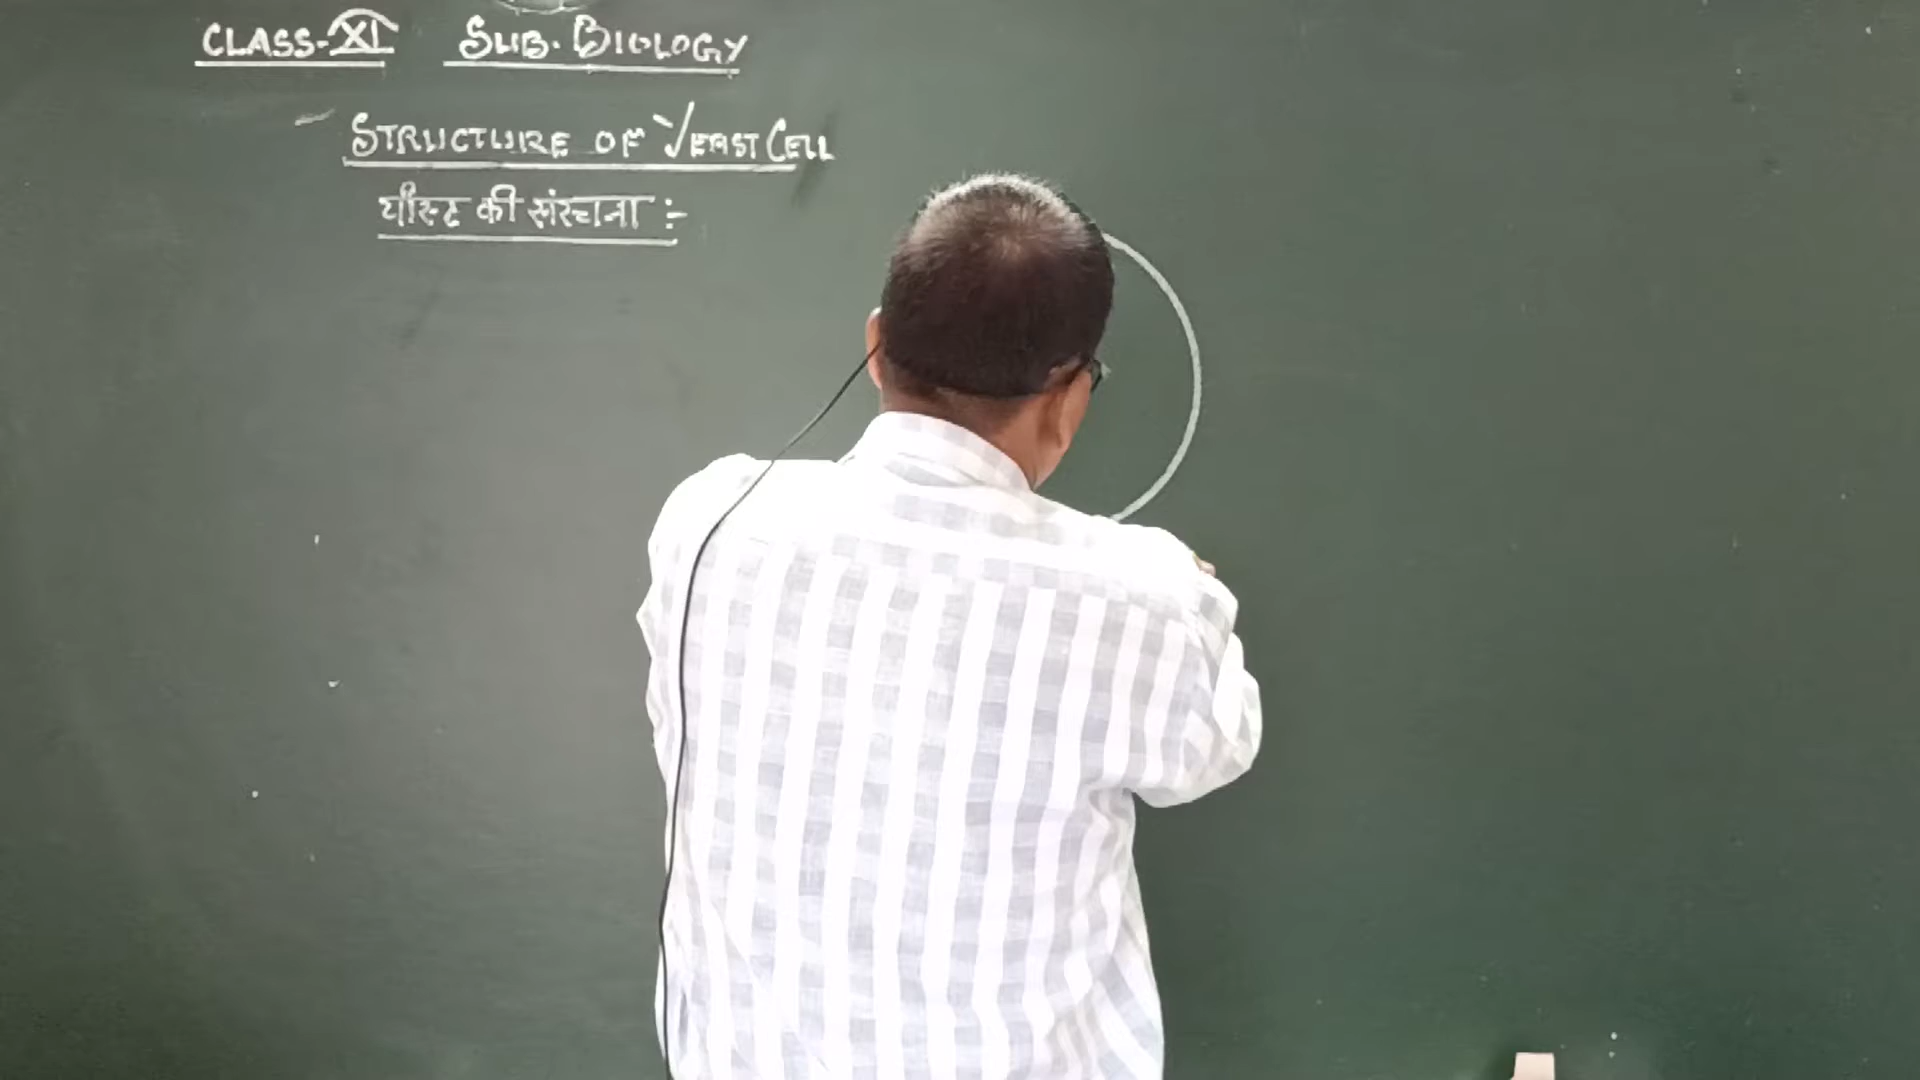 CLASS-XI SUB. BIOLOGY
STRUCTURE OF YEAST CELL
यीस्ट की संरचना :-